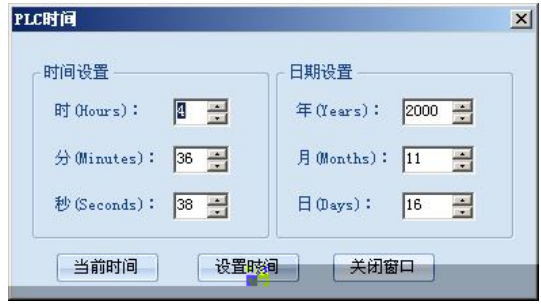 PLC时间
时间设置 日期设置
时(Hours): 4 年(Years): 2000
分(Minutes): 36 月(Months): 11
秒(Seconds): 38 日(Days): 16
当前时间 设置时间 关闭窗口